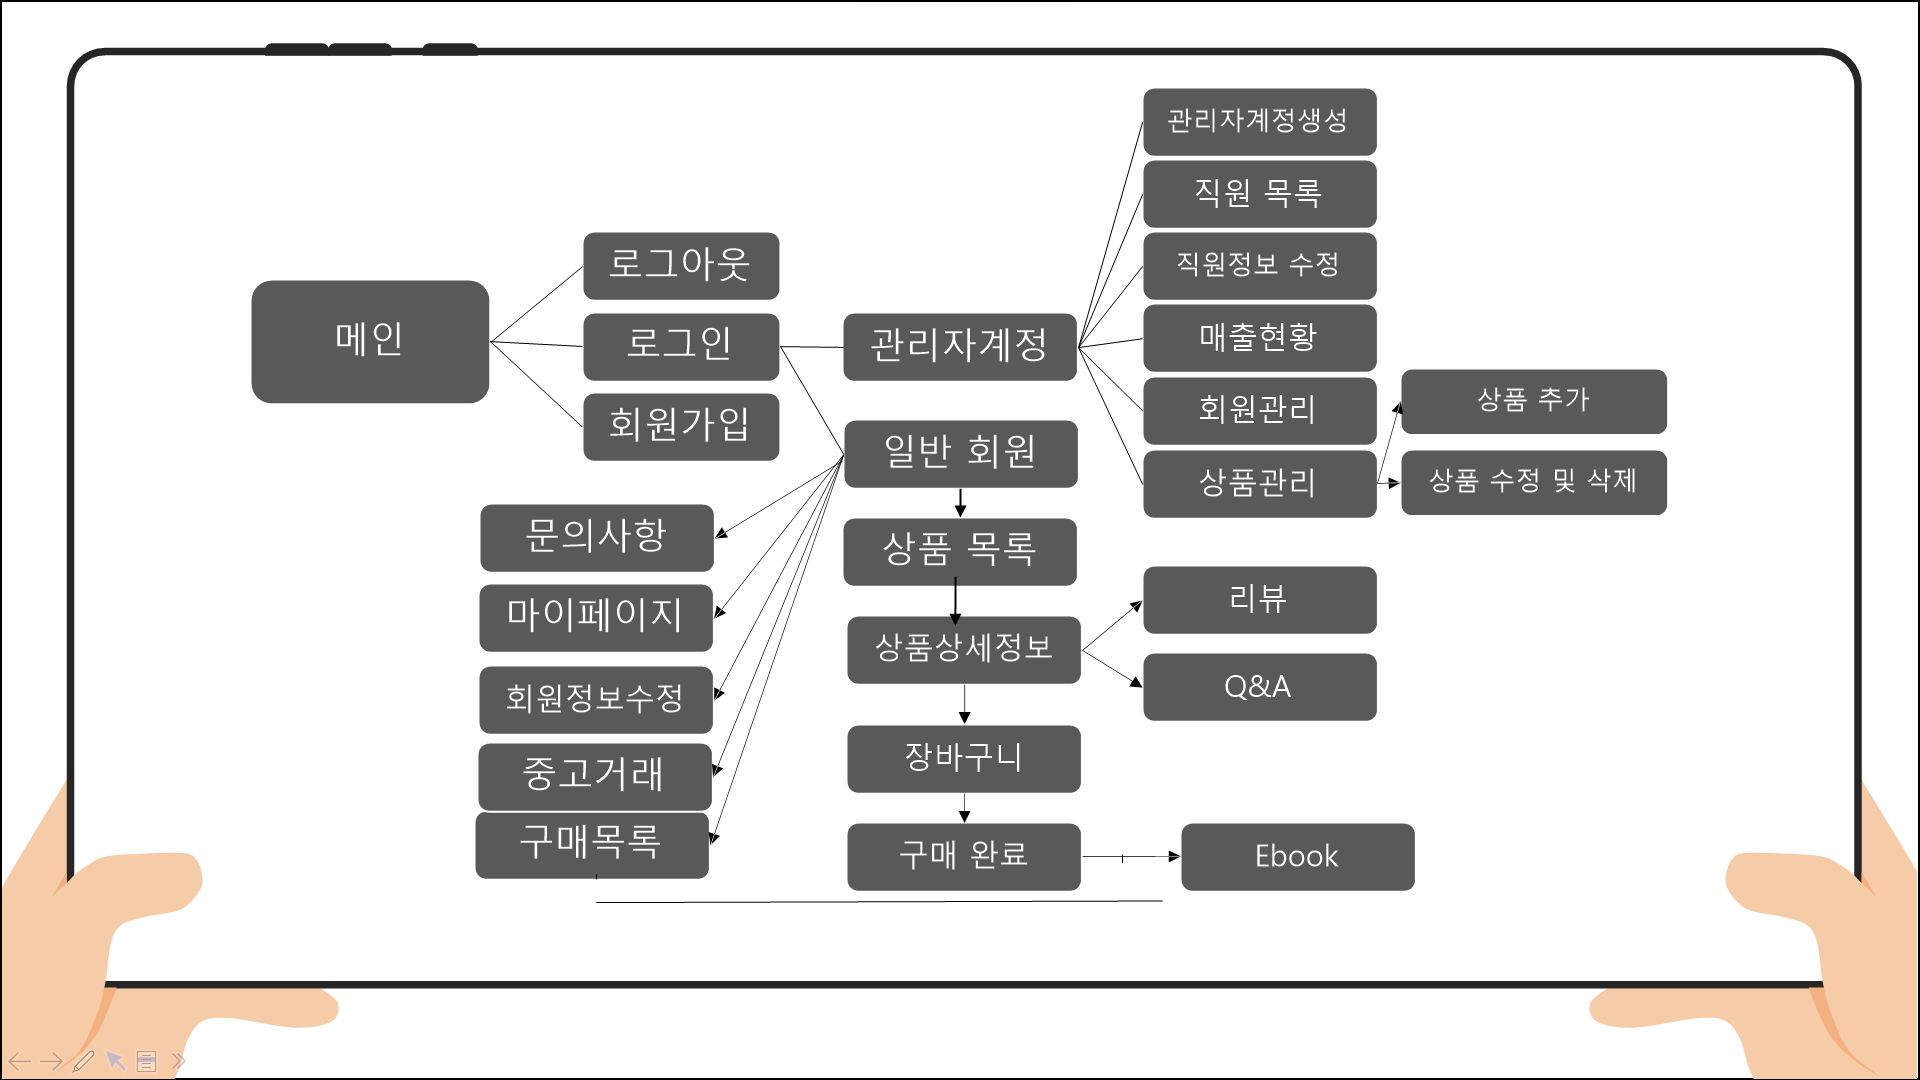 메인
로그아웃
로그인
회원가입
관리자계정
관리자계정생성
직원 목록
직원정보 수정
매출현황
회원관리
상품관리
상품 추가
상품 수정 및 삭제
일반 회원
문의사항
마이페이지
회원정보수정
중고거래
구매목록
상품 목록
상품상세정보
리뷰
Q&A
장바구니
구매 완료
Ebook